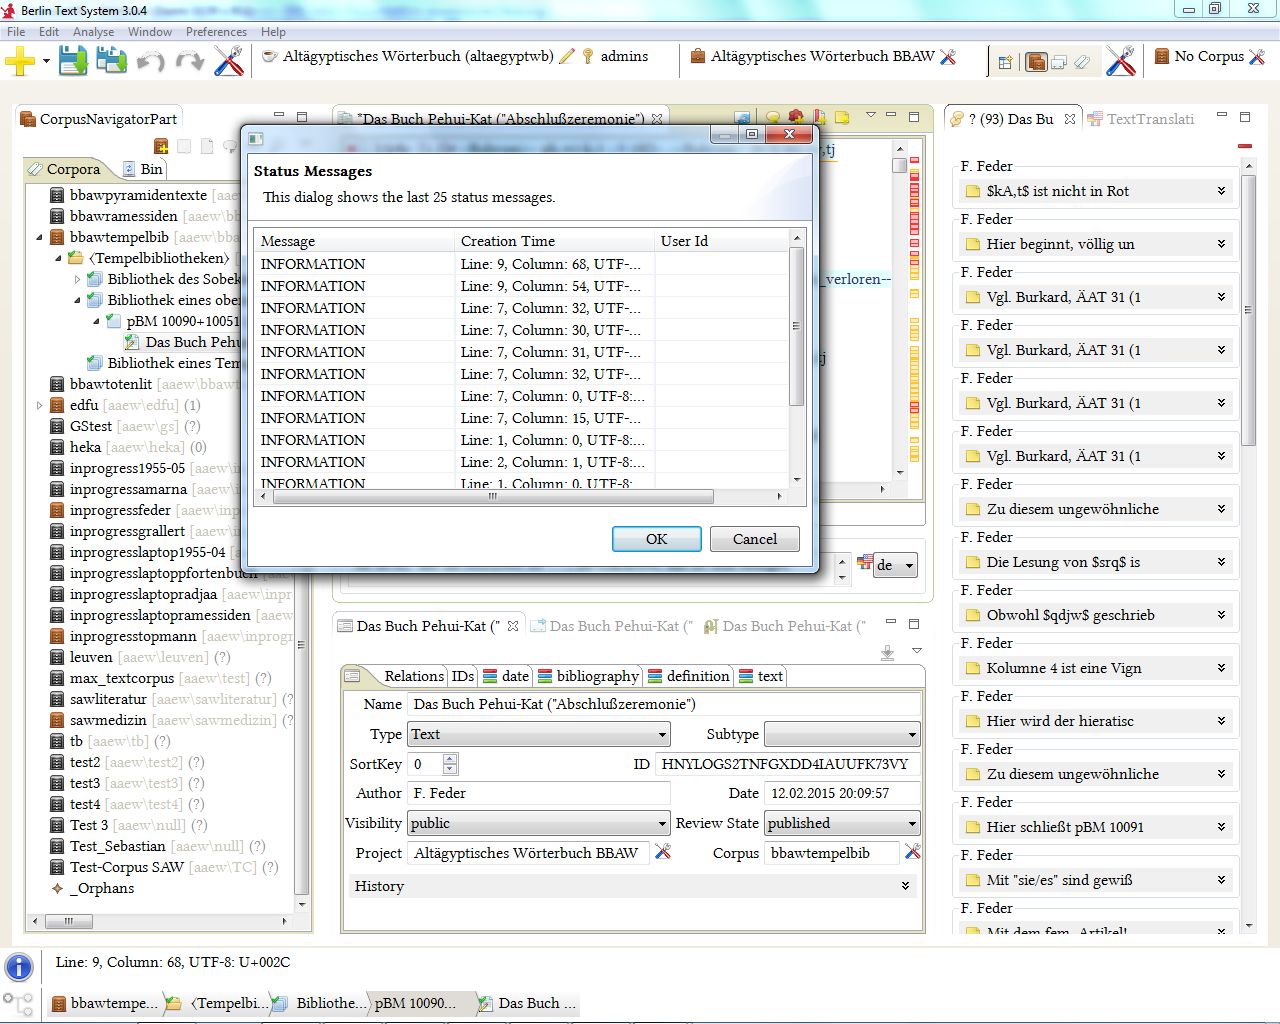 Berlin Text System 3.0.4
File Edit Analyse Window Preferences Help
Altägyptisches Wörterbuch (altaegyptwb) admins Altägyptisches Wörterbuch BBAW No Corpus
CorpusNavigatorPart
Corpora Bin
bbawpyramidentexte [aae
bbawramessiden [aaew
bbawtempelbib [aaew\b
⟨Tempelbibliotheken⟩
Bibliothek des Sobek
Bibliothek eines ober
pBM 10090+10051
Das Buch Pehu
Bibliothek eines Tem
bbawtotenlit [aaew\bbawt
edfu [aaew\edfu] (1)
GStest [aaew\gs] (?)
heka [aaew\heka] (0)
inprogress1955-05 [aaew\i
inprogressamarna [aaew\
inprogressfeder [aaew\in
inprogressgrallert [aaew\
inprogresslaptop1955-04
inprogresslaptoppfortenbuch
inprogresslaptopradjaa [aaew\inpr
inprogresslaptopramessiden [aaew
inprogresstopmann [aaew\inprogr
leuven [aaew\leuven] (?)
max_textcorpus [aaew\test] (?)
sawliteratur [aaew\sawliteratur] (?
sawmedizin [aaew\sawmedizin] (?
tb [aaew\tb] (?)
test2 [aaew\test2] (?)
test3 [aaew\test3] (?)
test4 [aaew\test4] (?)
Test 3 [aaew\null] (?)
Test_Sebastian [aaew\null] (?)
Test-Corpus SAW [aaew\TC] (?)
_Orphans
*Das Buch Pehui-Kat ("Abschlußzeremonie")
,tj
_verloren--
tj
Status Messages
This dialog shows the last 25 status messages.
Message Creation Time User Id
INFORMATION Line: 9, Column: 68, UTF-...
INFORMATION Line: 9, Column: 54, UTF-...
INFORMATION Line: 7, Column: 32, UTF-...
INFORMATION Line: 7, Column: 30, UTF-...
INFORMATION Line: 7, Column: 31, UTF-...
INFORMATION Line: 7, Column: 32, UTF-...
INFORMATION Line: 7, Column: 0, UTF-8:...
INFORMATION Line: 7, Column: 15, UTF-...
INFORMATION Line: 1, Column: 0, UTF-8:...
INFORMATION Line: 2, Column: 1, UTF-8:...
INFORMATION Line: 1, Column: 0, UTF-8:
OK Cancel
de
Das Buch Pehui-Kat (" Das Buch Pehui-Kat (" Das Buch Pehui-Kat ("
Relations IDs date bibliography definition text
Name Das Buch Pehui-Kat ("Abschlußzeremonie")
Type Text Subtype
SortKey 0 ID HNYLOGS2TNFGXDD4IAUUFK73VY
Author F. Feder Date 12.02.2015 20:09:57
Visibility public Review State published
Project Altägyptisches Wörterbuch BBAW Corpus bbawtempelbib
History
? (93) Das Bu TextTranslati
F. Feder
$kA,t$ ist nicht in Rot
F. Feder
Hier beginnt, völlig un
F. Feder
Vgl. Burkard, ÄAT 31 (1
F. Feder
Vgl. Burkard, ÄAT 31 (1
F. Feder
Vgl. Burkard, ÄAT 31 (1
F. Feder
Vgl. Burkard, ÄAT 31 (1
F. Feder
Zu diesem ungewöhnliche
F. Feder
Die Lesung von $srq$ is
F. Feder
Obwohl $qdjw$ geschrieb
F. Feder
Kolumne 4 ist eine Vign
F. Feder
Hier wird der hieratisc
F. Feder
Zu diesem ungewöhnliche
F. Feder
Hier schließt pBM 10091
F. Feder
Mit "sie/es" sind gewiß
F. Feder
Mit dem fem. Artikel!
Line: 9, Column: 68, UTF-8: U+002C
bbawtempe... ⟨Tempelbi... Bibliothe... pBM 10090... Das Buch ...